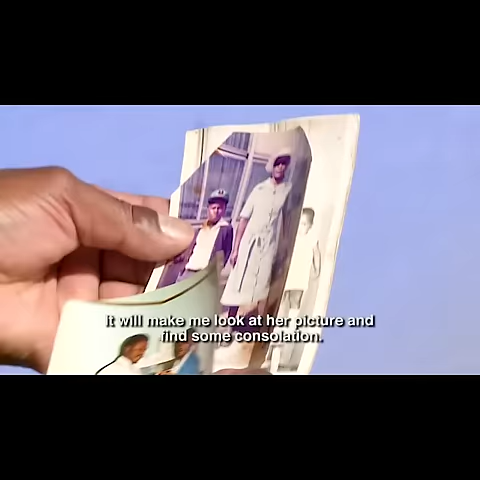 it will make me look at her picture and
find some consolation.